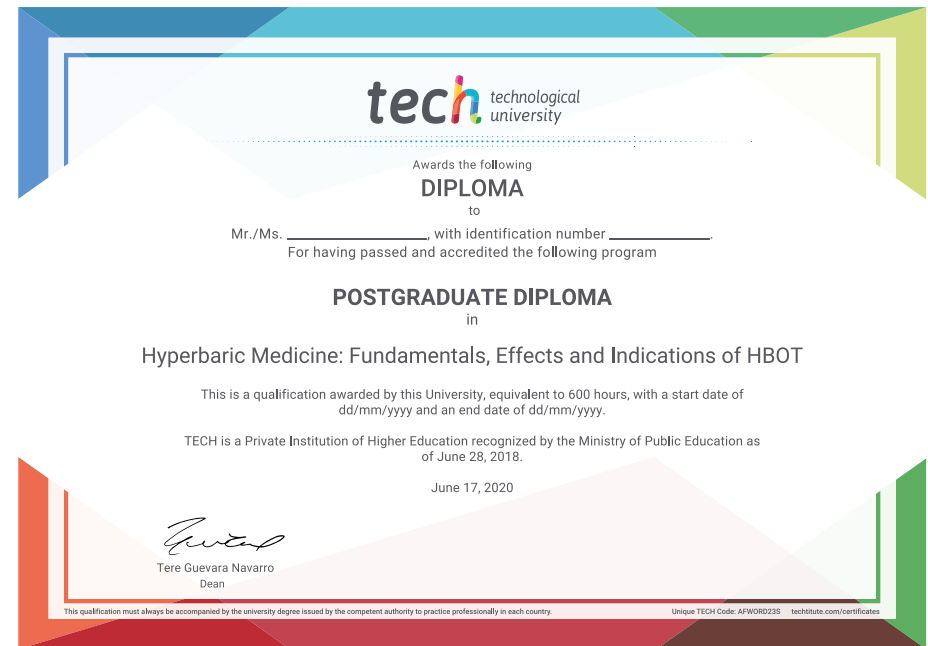 tech technological
university
Awards the following
DIPLOMA
to
Mr./Ms. ____________________, with identification number ______________.
For having passed and accredited the following program
POSTGRADUATE DIPLOMA
in
Hyperbaric Medicine: Fundamentals, Effects and Indications of HBOT
This is a qualification awarded by this University, equivalent to 600 hours, with a start date of
dd/mm/yyyy and an end date of dd/mm/yyyy.
TECH is a Private Institution of Higher Education recognized by the Ministry of Public Education as
of June 28, 2018.
June 17, 2020
Tere Guevara Navarro
Dean
This qualification must always be accompanied by the university degree issued by the competent authority to practice professionally in each country.
Unique TECH Code: AFWORD23S techtitute.com/certificates